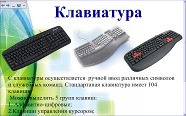 Клавиатура
С клавиатуры осуществляется ручной ввод различных символов
и служебных команд. Стандартная клавиатура имеет 104
клавиши.
Можно выделить 5 групп клавиш:
1. Алфавитно-цифровые;
2. Клавиши управления курсором;